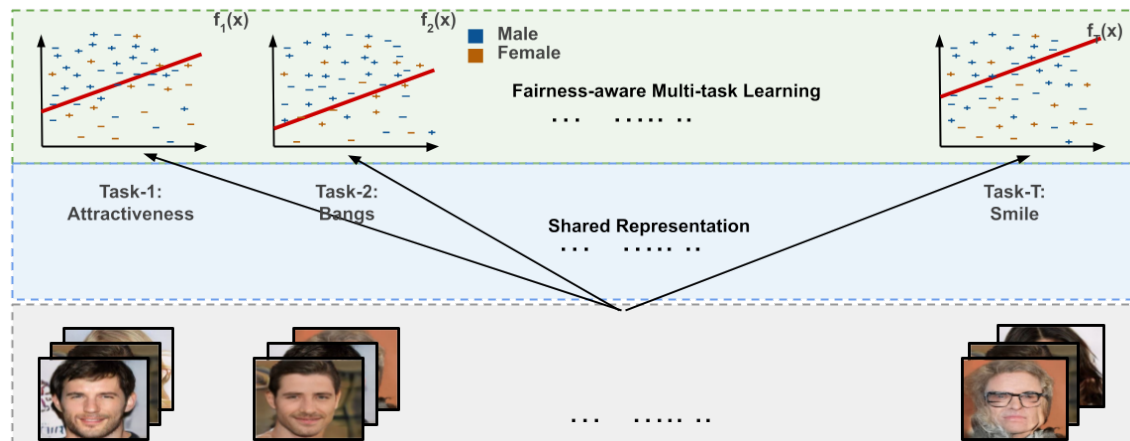 f1(x)
f2(x)
Male
Female
fT(x)
Fairness-aware Multi-task Learning
... ..... ..
Task-1:
Attractiveness
Task-2:
Bangs
Task-T:
Smile
Shared Representation
... ..... ..
... ..... ..